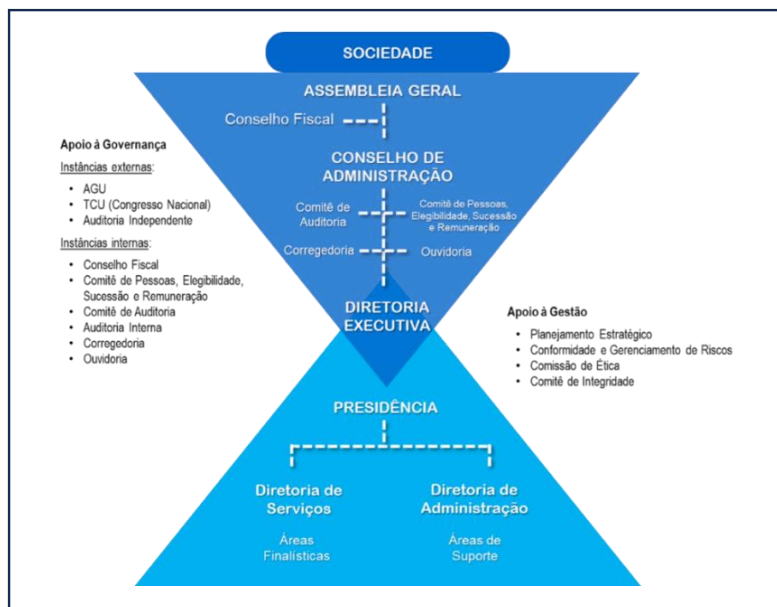 SOCIEDADE
ASSEMBLEIA GERAL
Conselho Fiscal
CONSELHO DE
ADMINISTRAÇÃO
Comitê de
Auditoria
Comitê de Pessoas,
Elegibilidade, Sucessão
e Remuneração
Corregedoria
Ouvidoria
DIRETORIA
EXECUTIVA
PRESIDÊNCIA
Diretoria de
Serviços
Áreas
Finalísticas
Diretoria de
Administração
Áreas de
Suporte
Apoio à Governança
Instâncias externas:
• AGU
• TCU (Congresso Nacional)
• Auditoria Independente
Instâncias internas:
• Conselho Fiscal
• Comitê de Pessoas, Elegibilidade,
Sucessão e Remuneração
• Comitê de Auditoria
• Auditoria Interna
• Corregedoria
• Ouvidoria
Apoio à Gestão
• Planejamento Estratégico
• Conformidade e Gerenciamento de Riscos
• Comissão de Ética
• Comitê de Integridade